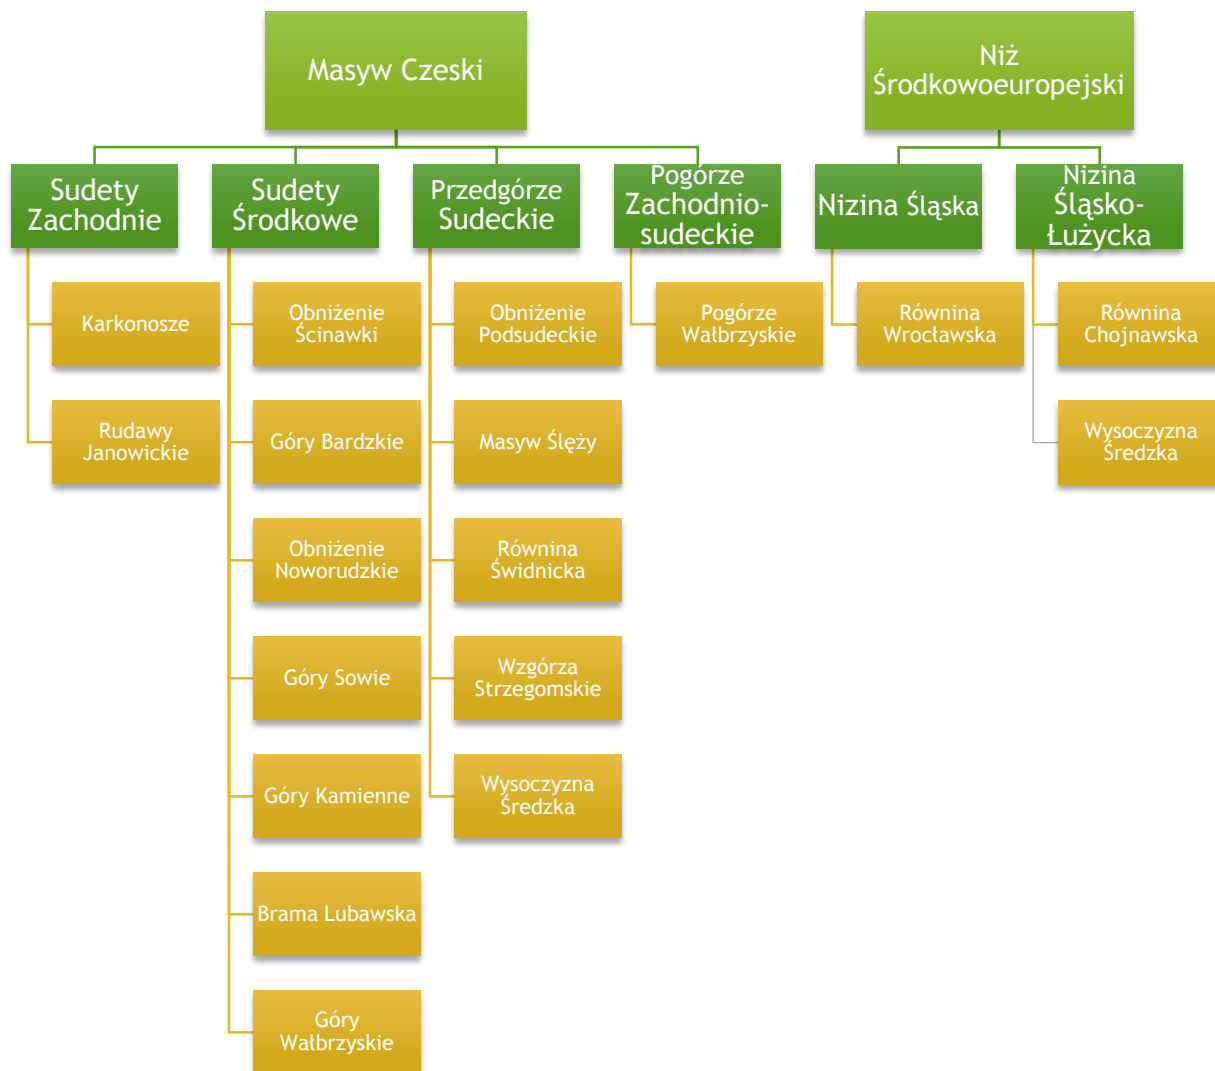 Masyw Czeski
Niż
Środkowoeuropejski
Sudety
Zachodnie
Sudety
Środkowe
Przedgórze
Sudeckie
Pogórze
Zachodnio-
sudeckie
Nizina Śląska
Nizina
Śląsko-
Łużycka
Karkonosze
Rudawy
Janowickie
Obniżenie
Ścinawki
Góry Bardzkie
Obniżenie
Noworudzkie
Góry Sowie
Góry Kamienne
Brama Lubawska
Góry
Wałbrzyskie
Obniżenie
Podsudeckie
Masyw Ślęży
Równina
Świdnicka
Wzgórza
Strzegomskie
Wysoczyzna
Średzka
Pogórze
Wałbrzyskie
Równina
Wrocławska
Równina
Chojnawska
Wysoczyzna
Średzka